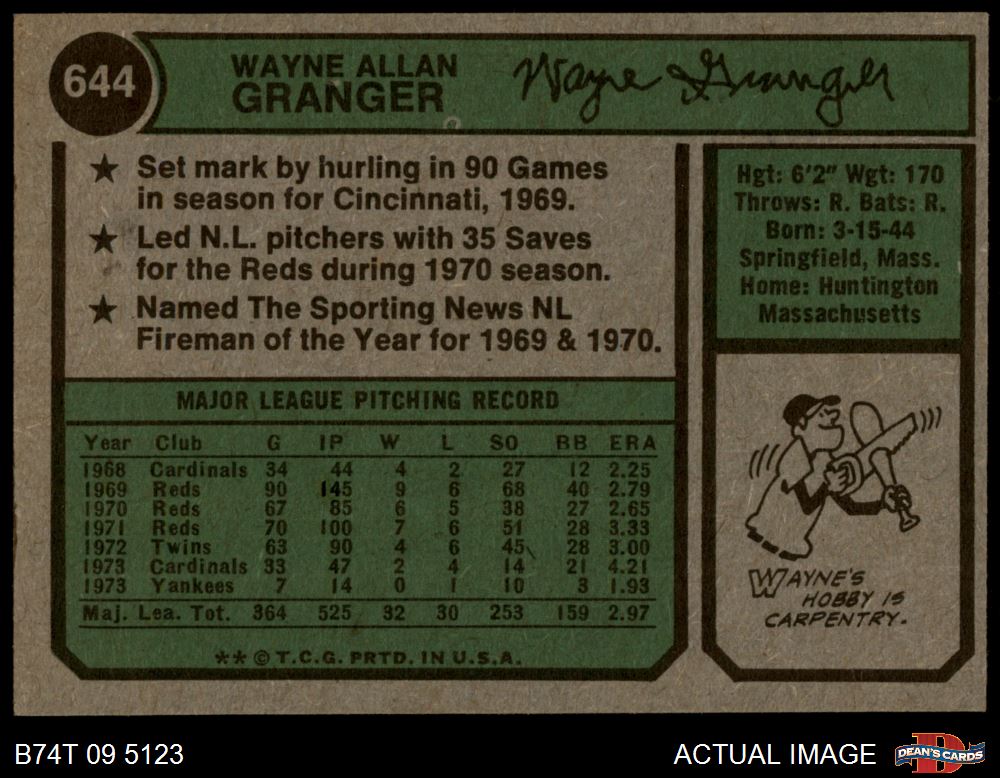 644
WAYNE ALLAN
GRANGER
Wayne Granger
★ Set mark by hurling in 90 Games
in season for Cincinnati, 1969.
★ Led N.L. pitchers with 35 Saves
for the Reds during 1970 season.
★ Named The Sporting News NL
Fireman of the Year for 1969 & 1970.
Hgt: 6'2" Wgt: 170
Throws: R. Bats: R.
Born: 3-15-44
Springfield, Mass.
Home: Huntington
Massachusetts
MAJOR LEAGUE PITCHING RECORD
Year Club G IP W L SO BB ERA
1968 Cardinals 34 44 4 2 27 12 2.25
1969 Reds 90 145 9 6 68 40 2.79
1970 Reds 67 85 6 5 38 27 2.65
1971 Reds 70 100 7 6 51 28 3.33
1972 Twins 63 90 4 6 45 28 3.00
1973 Cardinals 33 47 2 4 14 21 4.21
1973 Yankees 7 14 0 1 10 3 1.93
Maj. Lea. Tot. 364 525 32 30 253 159 2.97
** © T.C.G. PRTD. IN U.S.A.
WAYNE'S
HOBBY IS
CARPENTRY.
B74T 09 5123
ACTUAL IMAGE
DEAN'S CARDS